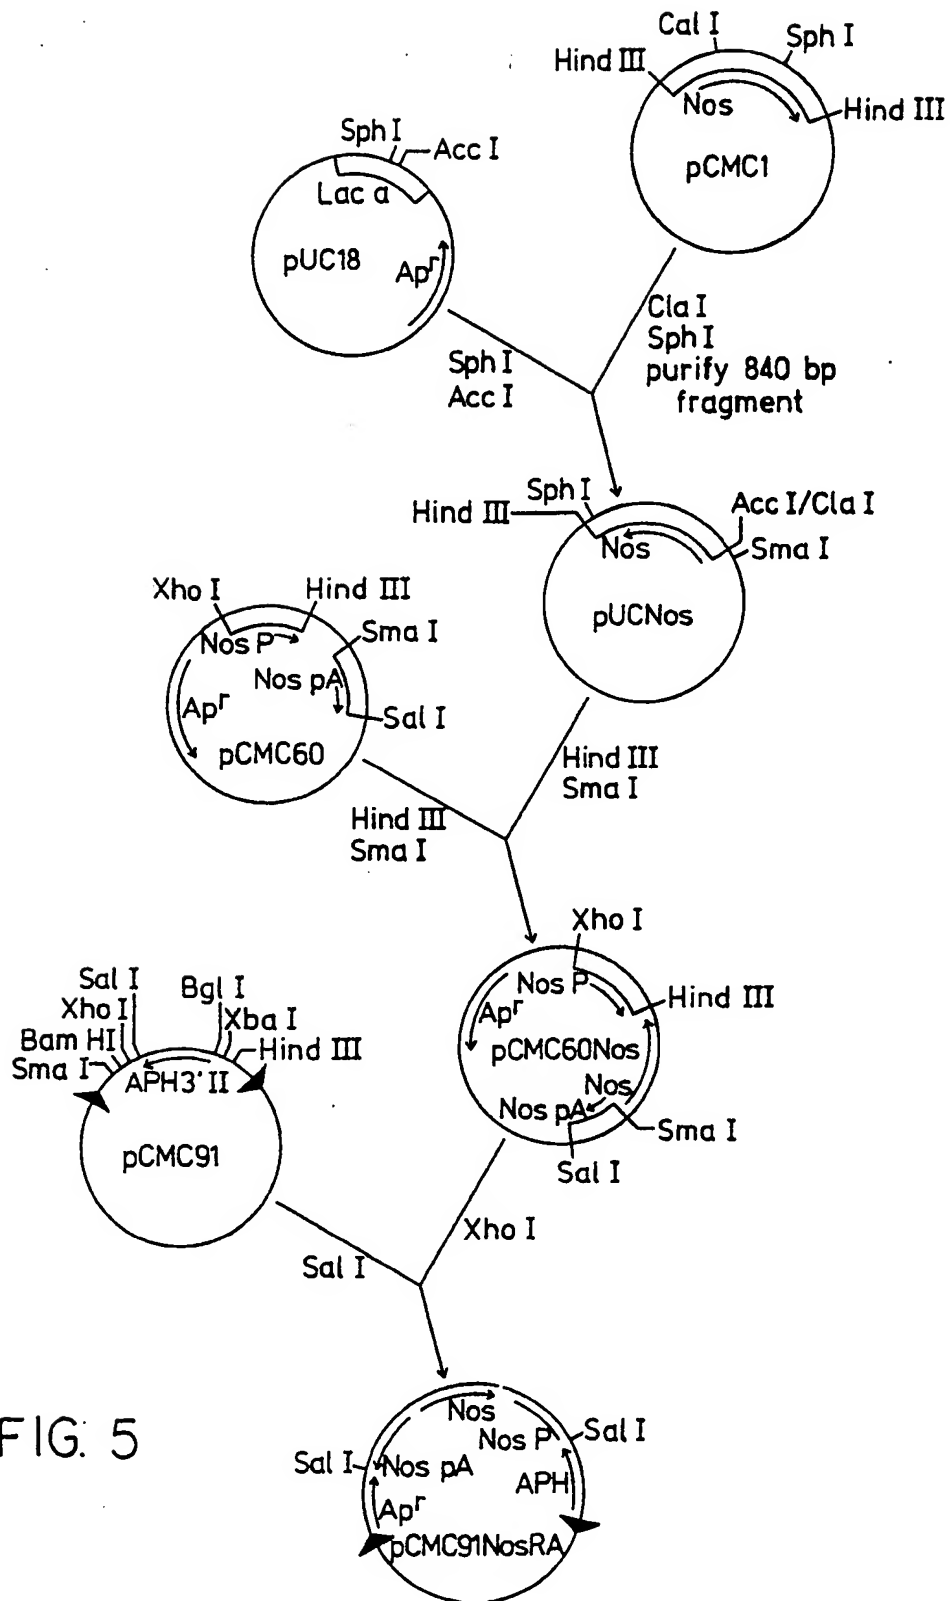 Cal I
Sph I
Hind III
Nos
Hind III
pCMC1
Sph I
Acc I
Lac a
pUC18
Apr
Cla I
Sph I
purify 840 bp
fragment
Sph I
Acc I
Sph I
Acc I/Cla I
Hind III
Nos
Sma I
pUCNos
Xho I
Hind III
Sma I
Nos P
Nos pA
Apr
Sal I
pCMC60
Hind III
Sma I
Hind III
Sma I
Xho I
Nos P
Hind III
Apr
pCMC60Nos
Nos
Nos pA
Sma I
Sal I
Sal I
Bgl I
Xho I
Xba I
Bam HI
Hind III
Sma I
APH3' II
pCMC91
Xho I
Sal I
Nos
Nos P
Sal I
Sal I
Nos pA
APH
Apr
pCMC91NosRA
FIG. 5